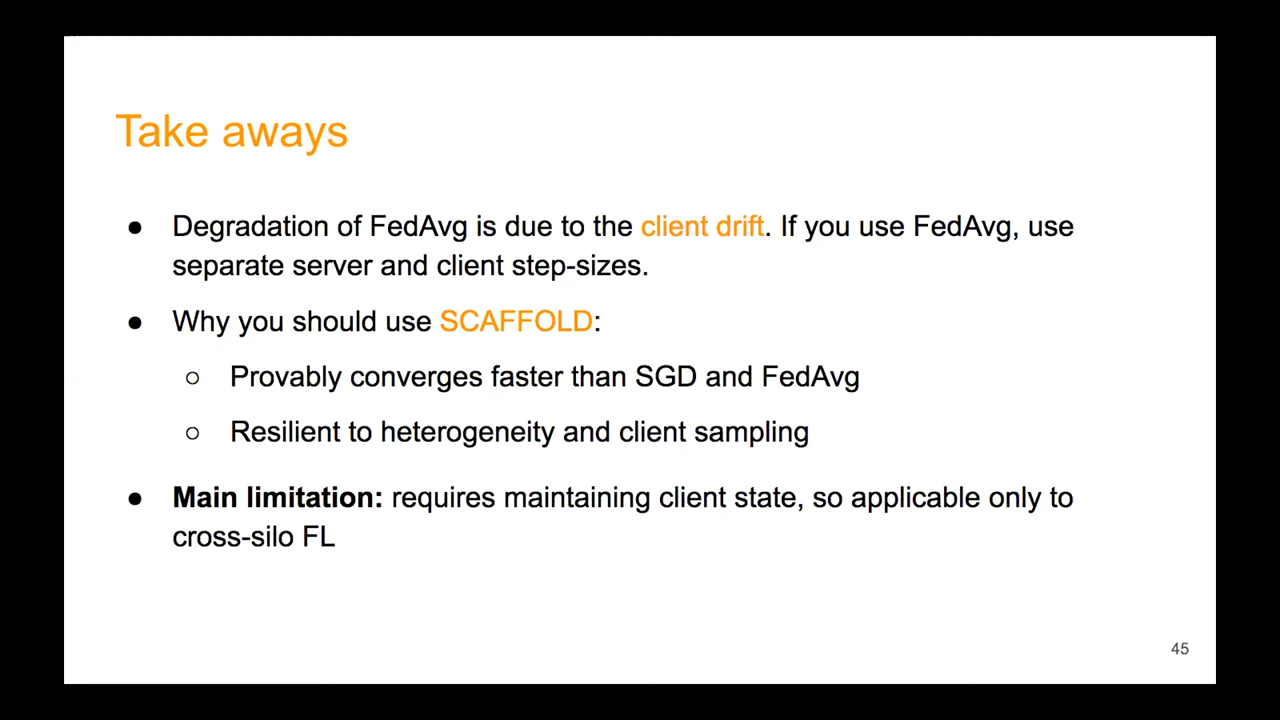 Take aways
● Degradation of FedAvg is due to the client drift. If you use FedAvg, use
separate server and client step-sizes.
● Why you should use SCAFFOLD:
○ Provably converges faster than SGD and FedAvg
○ Resilient to heterogeneity and client sampling
● Main limitation: requires maintaining client state, so applicable only to
cross-silo FL
45